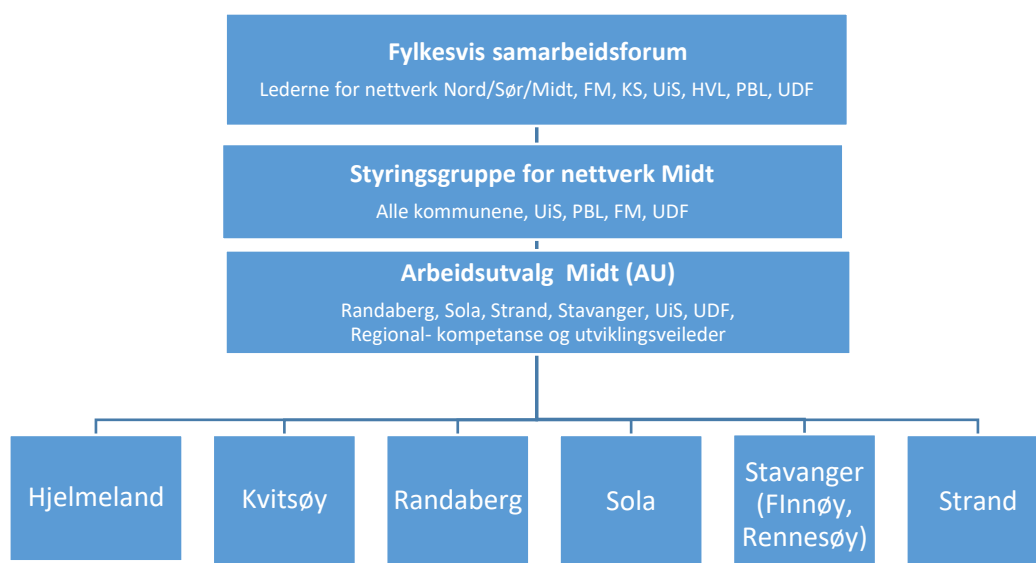 Fylkesvis samarbeidsforum
Lederne for nettverk Nord/Sør/Midt, FM, KS, UiS, HVL, PBL, UDF
Styringsgruppe for nettverk Midt
Alle kommunene, UiS, PBL, FM, UDF
Arbeidsutvalg  Midt (AU)
Randaberg, Sola, Strand, Stavanger, UiS, UDF,
Regional- kompetanse og utviklingsveileder
Hjelmeland
Kvitsøy
Randaberg
Sola
Stavanger
(FInnøy,
Rennesøy)
Strand